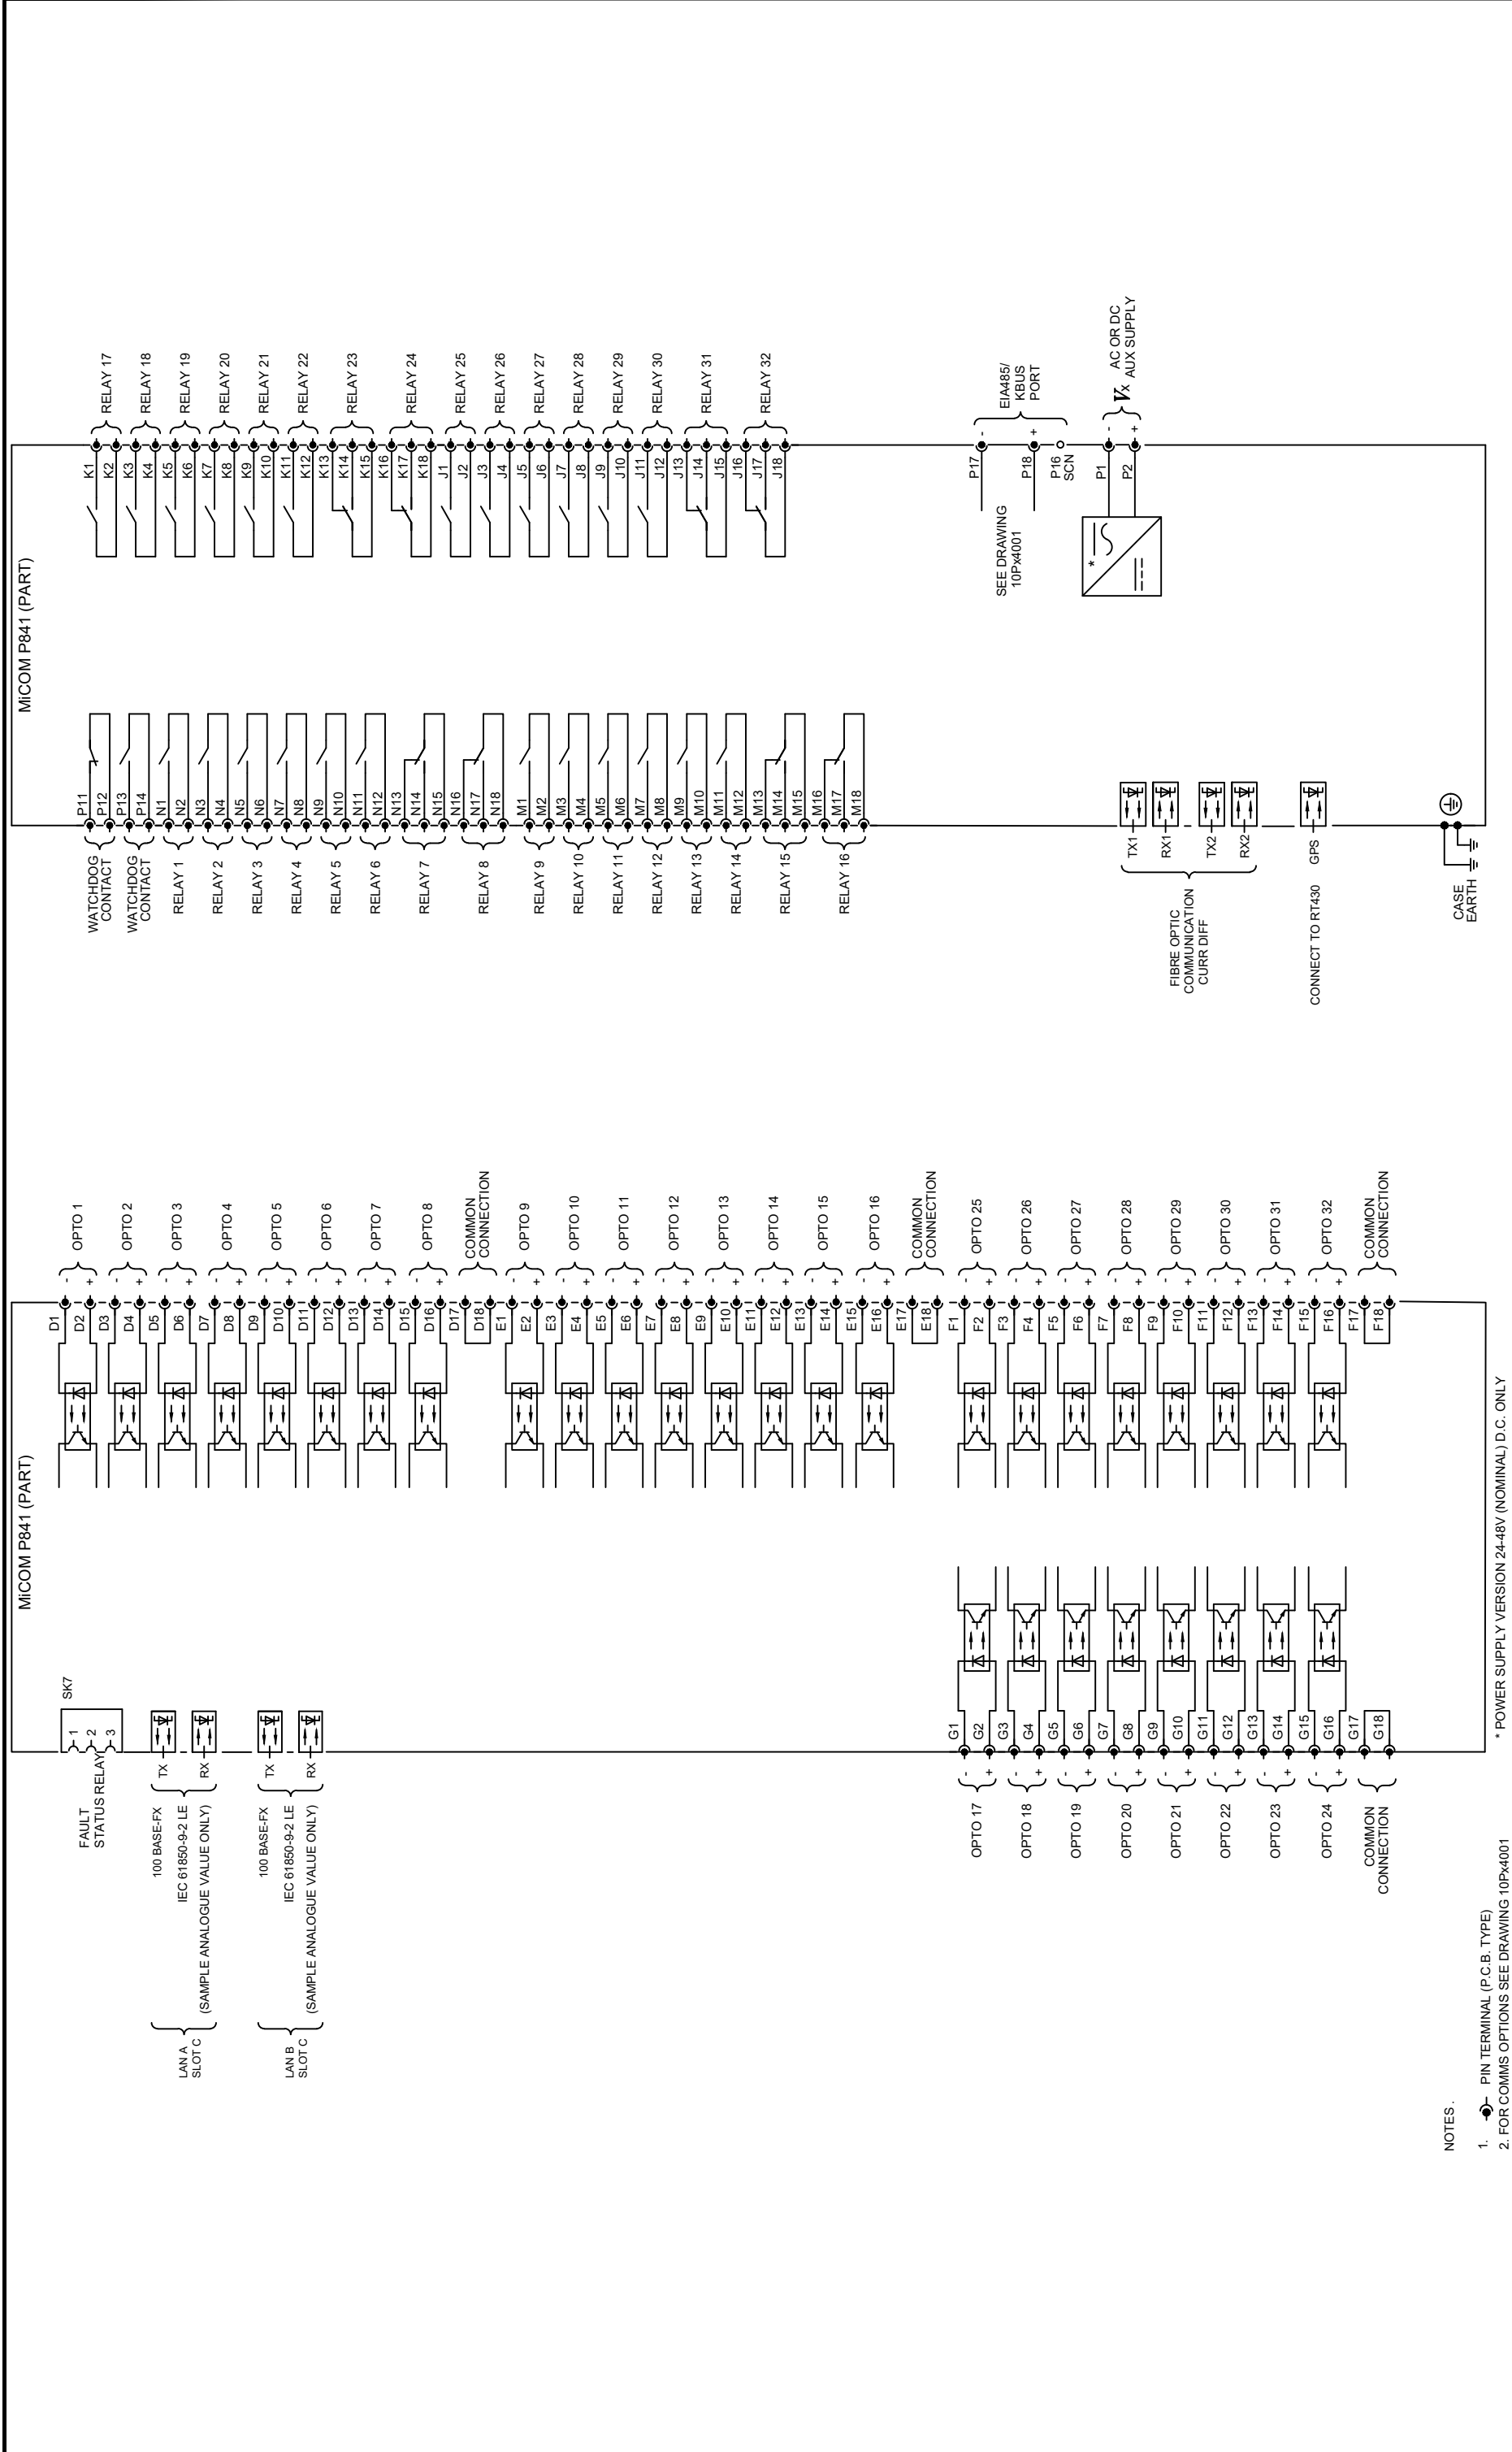 MiCOM P841 (PART)
SK7
1
2
3
FAULT
STATUS RELAY
TX
RX
100 BASE-FX
IEC 61850-9-2 LE
(SAMPLE ANALOGUE VALUE ONLY)
LAN A
SLOT C
TX
RX
100 BASE-FX
IEC 61850-9-2 LE
(SAMPLE ANALOGUE VALUE ONLY)
LAN B
SLOT C
D1
D2
- +
OPTO 1
D3
D4
- +
OPTO 2
D5
D6
- +
OPTO 3
D7
D8
- +
OPTO 4
D9
D10
- +
OPTO 5
D11
D12
- +
OPTO 6
D13
D14
- +
OPTO 7
D15
D16
- +
OPTO 8
D17
D18
COMMON
CONNECTION
E1
E2
- +
OPTO 9
E3
E4
- +
OPTO 10
E5
E6
- +
OPTO 11
E7
E8
- +
OPTO 12
E9
E10
- +
OPTO 13
E11
E12
- +
OPTO 14
E13
E14
- +
OPTO 15
E15
E16
- +
OPTO 16
E17
E18
COMMON
CONNECTION
F1
F2
- +
OPTO 25
F3
F4
- +
OPTO 26
F5
F6
- +
OPTO 27
F7
F8
- +
OPTO 28
F9
F10
- +
OPTO 29
F11
F12
- +
OPTO 30
F13
F14
- +
OPTO 31
F15
F16
- +
OPTO 32
F17
F18
COMMON
CONNECTION
G1
G2
- +
OPTO 17
G3
G4
- +
OPTO 18
G5
G6
- +
OPTO 19
G7
G8
- +
OPTO 20
G9
G10
- +
OPTO 21
G11
G12
- +
OPTO 22
G13
G14
- +
OPTO 23
G15
G16
- +
OPTO 24
G17
G18
COMMON
CONNECTION
MiCOM P841 (PART)
P11
P12
WATCHDOG
CONTACT
P13
P14
WATCHDOG
CONTACT
N1
N2
RELAY 1
N3
N4
RELAY 2
N5
N6
RELAY 3
N7
N8
RELAY 4
N9
N10
RELAY 5
N11
N12
RELAY 6
N13
N14
N15
RELAY 7
N16
N17
N18
RELAY 8
M1
M2
RELAY 9
M3
M4
RELAY 10
M5
M6
RELAY 11
M7
M8
RELAY 12
M9
M10
RELAY 13
M11
M12
RELAY 14
M13
M14
M15
RELAY 15
M16
M17
M18
RELAY 16
TX1
RX1
TX2
RX2
FIBRE OPTIC
COMMUNICATION
CURR DIFF
CONNECT TO RT430 GPS
CASE
EARTH
K1
K2
RELAY 17
K3
K4
RELAY 18
K5
K6
RELAY 19
K7
K8
RELAY 20
K9
K10
RELAY 21
K11
K12
RELAY 22
K13
K14
K15
RELAY 23
K16
K17
K18
RELAY 24
J1
J2
RELAY 25
J3
J4
RELAY 26
J5
J6
RELAY 27
J7
J8
RELAY 28
J9
J10
RELAY 29
J11
J12
RELAY 30
J13
J14
J15
RELAY 31
J16
J17
J18
RELAY 32
SEE DRAWING
10Px4001
P17 -
P18 +
P16
SCN
EIA485/
KBUS
PORT
*
P1 -
P2 +
Vx
AC OR DC
AUX SUPPLY
* POWER SUPPLY VERSION 24-48V (NOMINAL) D.C. ONLY
NOTES .
1. PIN TERMINAL (P.C.B. TYPE)
2. FOR COMMS OPTIONS SEE DRAWING 10Px4001